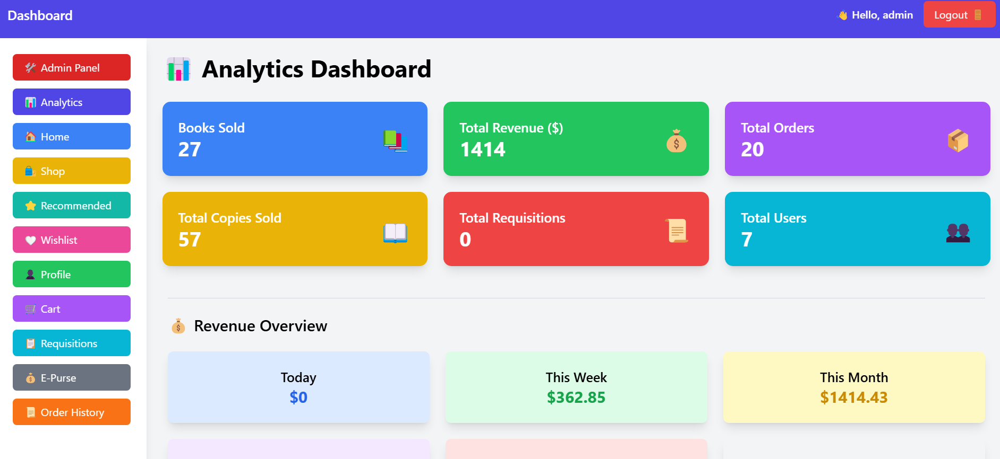 Dashboard
👋 Hello, admin
Logout 🚪
🛠 Admin Panel
📊 Analytics
🏠 Home
🛍 Shop
⭐ Recommended
🤍 Wishlist
👤 Profile
🛒 Cart
📋 Requisitions
💰 E-Purse
📜 Order History
📊 Analytics Dashboard
Books Sold
27
Total Revenue ($)
1414
Total Orders
20
Total Copies Sold
57
Total Requisitions
0
Total Users
7
💰 Revenue Overview
Today
$0
This Week
$362.85
This Month
$1414.43